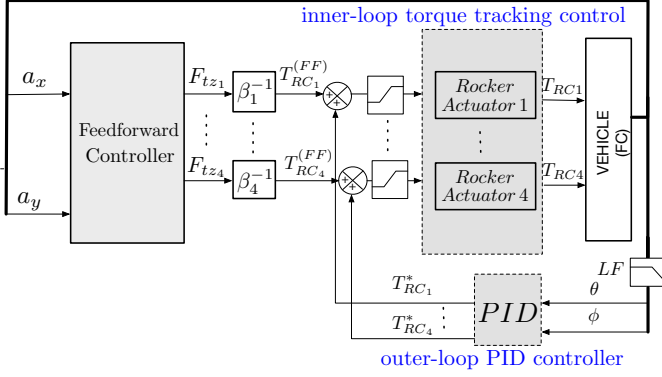 inner-loop torque tracking control
a_x
a_y
Feedforward
Controller
F_{tz_1}
F_{tz_4}
β_1^{-1}
β_4^{-1}
T_{RC_1}^{(FF)}
T_{RC_4}^{(FF)}
Rocker
Actuator 1
Rocker
Actuator 4
T_{RC1}
T_{RC4}
VEHICLE
(FC)
LF
θ
ϕ
PID
T^*_{RC_1}
T^*_{RC_4}
outer-loop PID controller